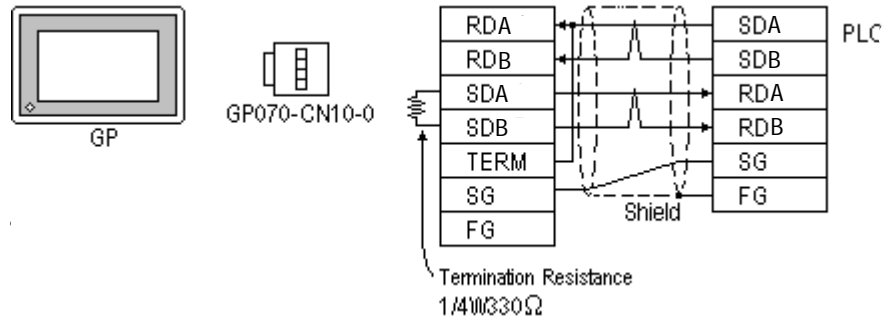 GP
GP070-CN10-0
RDA
RDB
SDA
SDB
TERM
SG
FG
SDA
SDB
RDA
RDB
SG
FG
PLC
Shield
Termination Resistance
1/4W330Ω